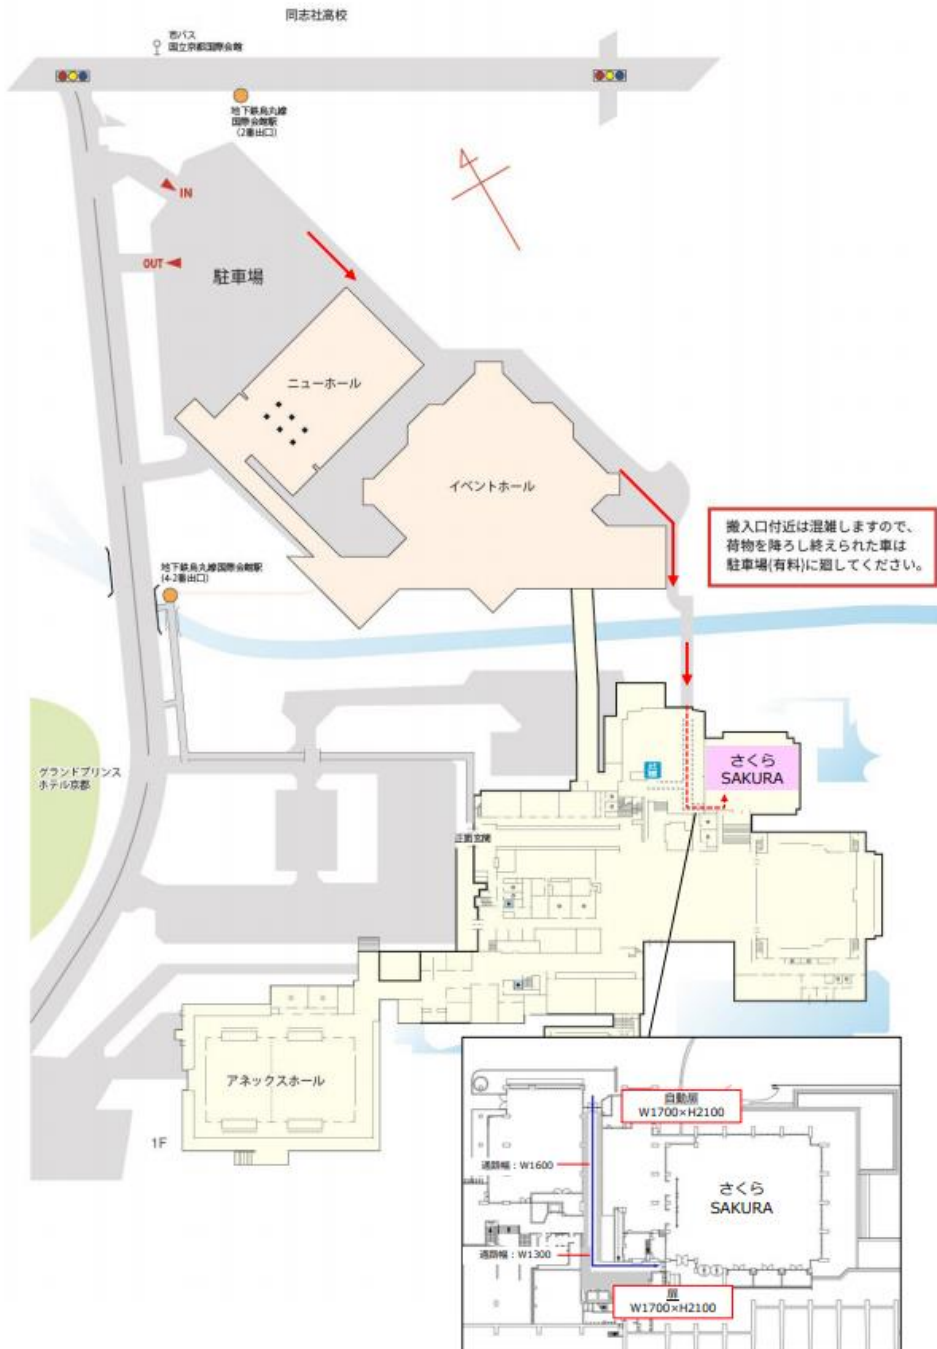 同志社高校
市バス
国立京都国際会館
地下鉄烏丸線
国際会館駅
(2番出口)
IN
OUT
駐車場
ニューホール
イベントホール
搬入口付近は混雑しますので、
荷物を降ろし終えられた車は
駐車場(有料)に廻してください。
地下鉄烏丸線国際会館駅
(4-2番出口)
グランドプリンス
ホテル京都
さくら
SAKURA
正面玄関
アネックスホール
1F
自動扉
W1700×H2100
通路幅:W1600
さくら
SAKURA
通路幅:W1300
扉
W1700×H2100